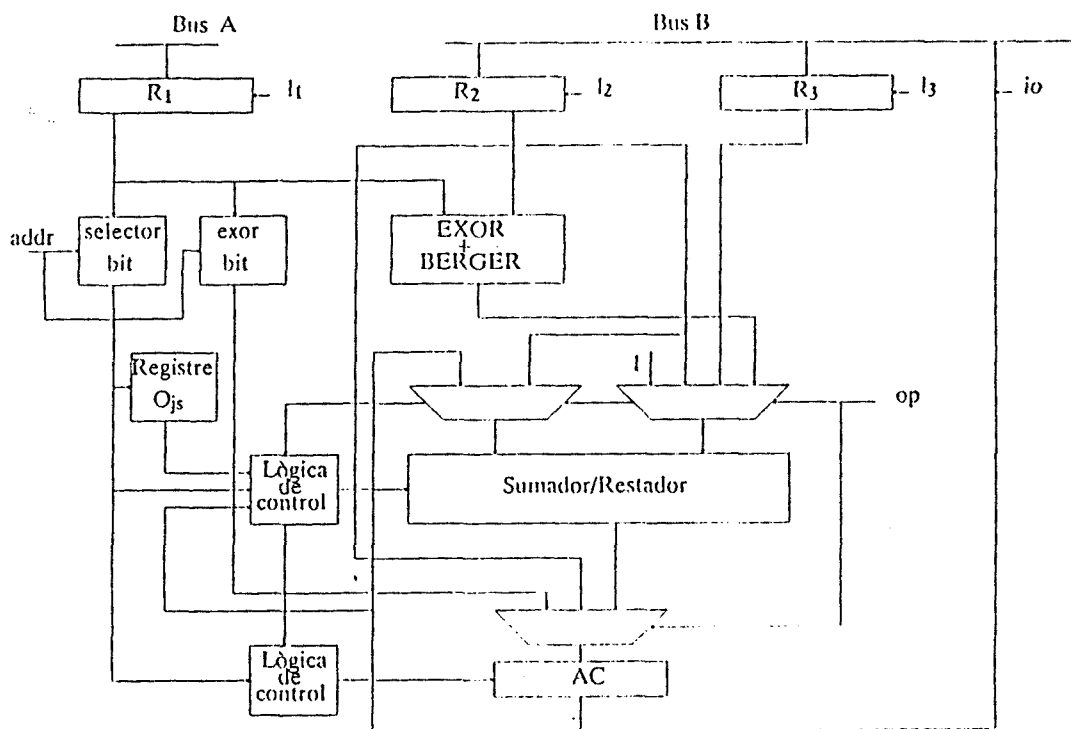 Bus A
Bus B
R1
l1
R2
l2
R3
l3
io
addr
selector
bit
exor
bit
EXOR
+
BERGER
Registre
Ojs
1
op
Lògica
de
control
Sumador/Restador
Lògica
de
control
AC